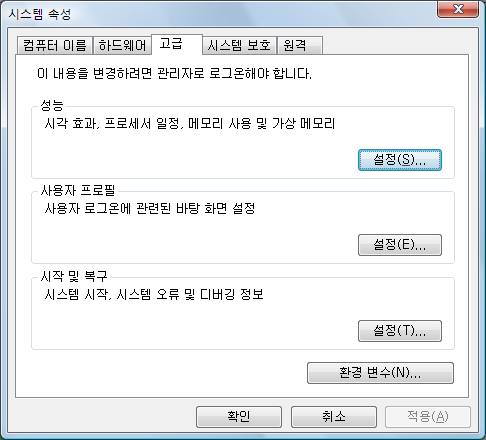 시스템 속성
컴퓨터 이름 하드웨어 고급 시스템 보호 원격
이 내용을 변경하려면 관리자로 로그온해야 합니다.
성능
시각 효과, 프로세서 일정, 메모리 사용 및 가상 메모리
설정(S)...
사용자 프로필
사용자 로그온에 관련된 바탕 화면 설정
설정(E)...
시작 및 복구
시스템 시작, 시스템 오류 및 디버깅 정보
설정(T)...
환경 변수(N)...
확인 취소 적용(A)